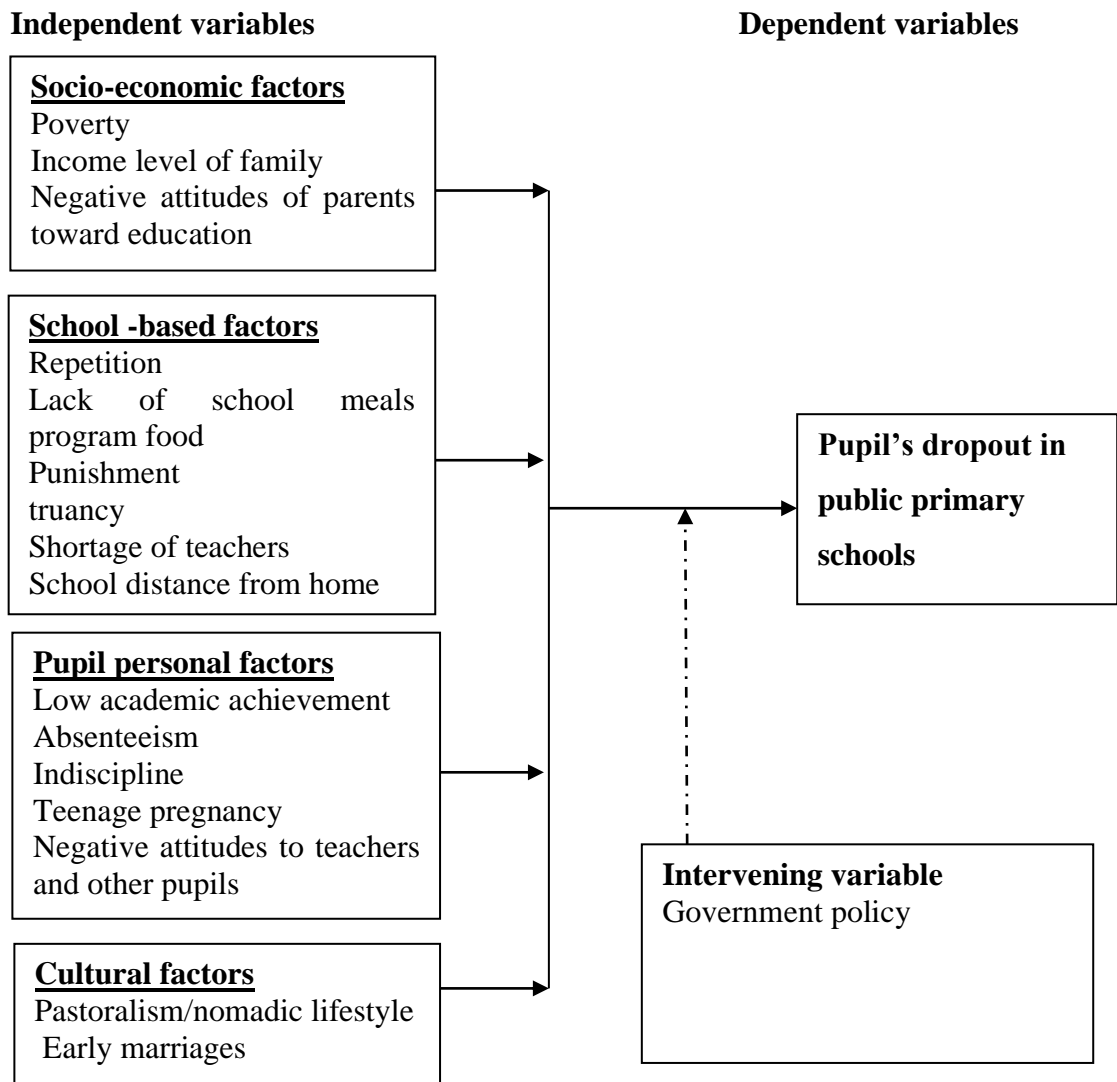 Independent variables
Dependent variables
Socio-economic factors
Poverty
Income level of family
Negative attitudes of parents
toward education
School -based factors
Repetition
Lack of school meals
program food
Punishment
truancy
Shortage of teachers
School distance from home
Pupil personal factors
Low academic achievement
Absenteeism
Indiscipline
Teenage pregnancy
Negative attitudes to teachers
and other pupils
Cultural factors
Pastoralism/nomadic lifestyle
Early marriages
Pupil’s dropout in
public primary
schools
Intervening variable
Government policy